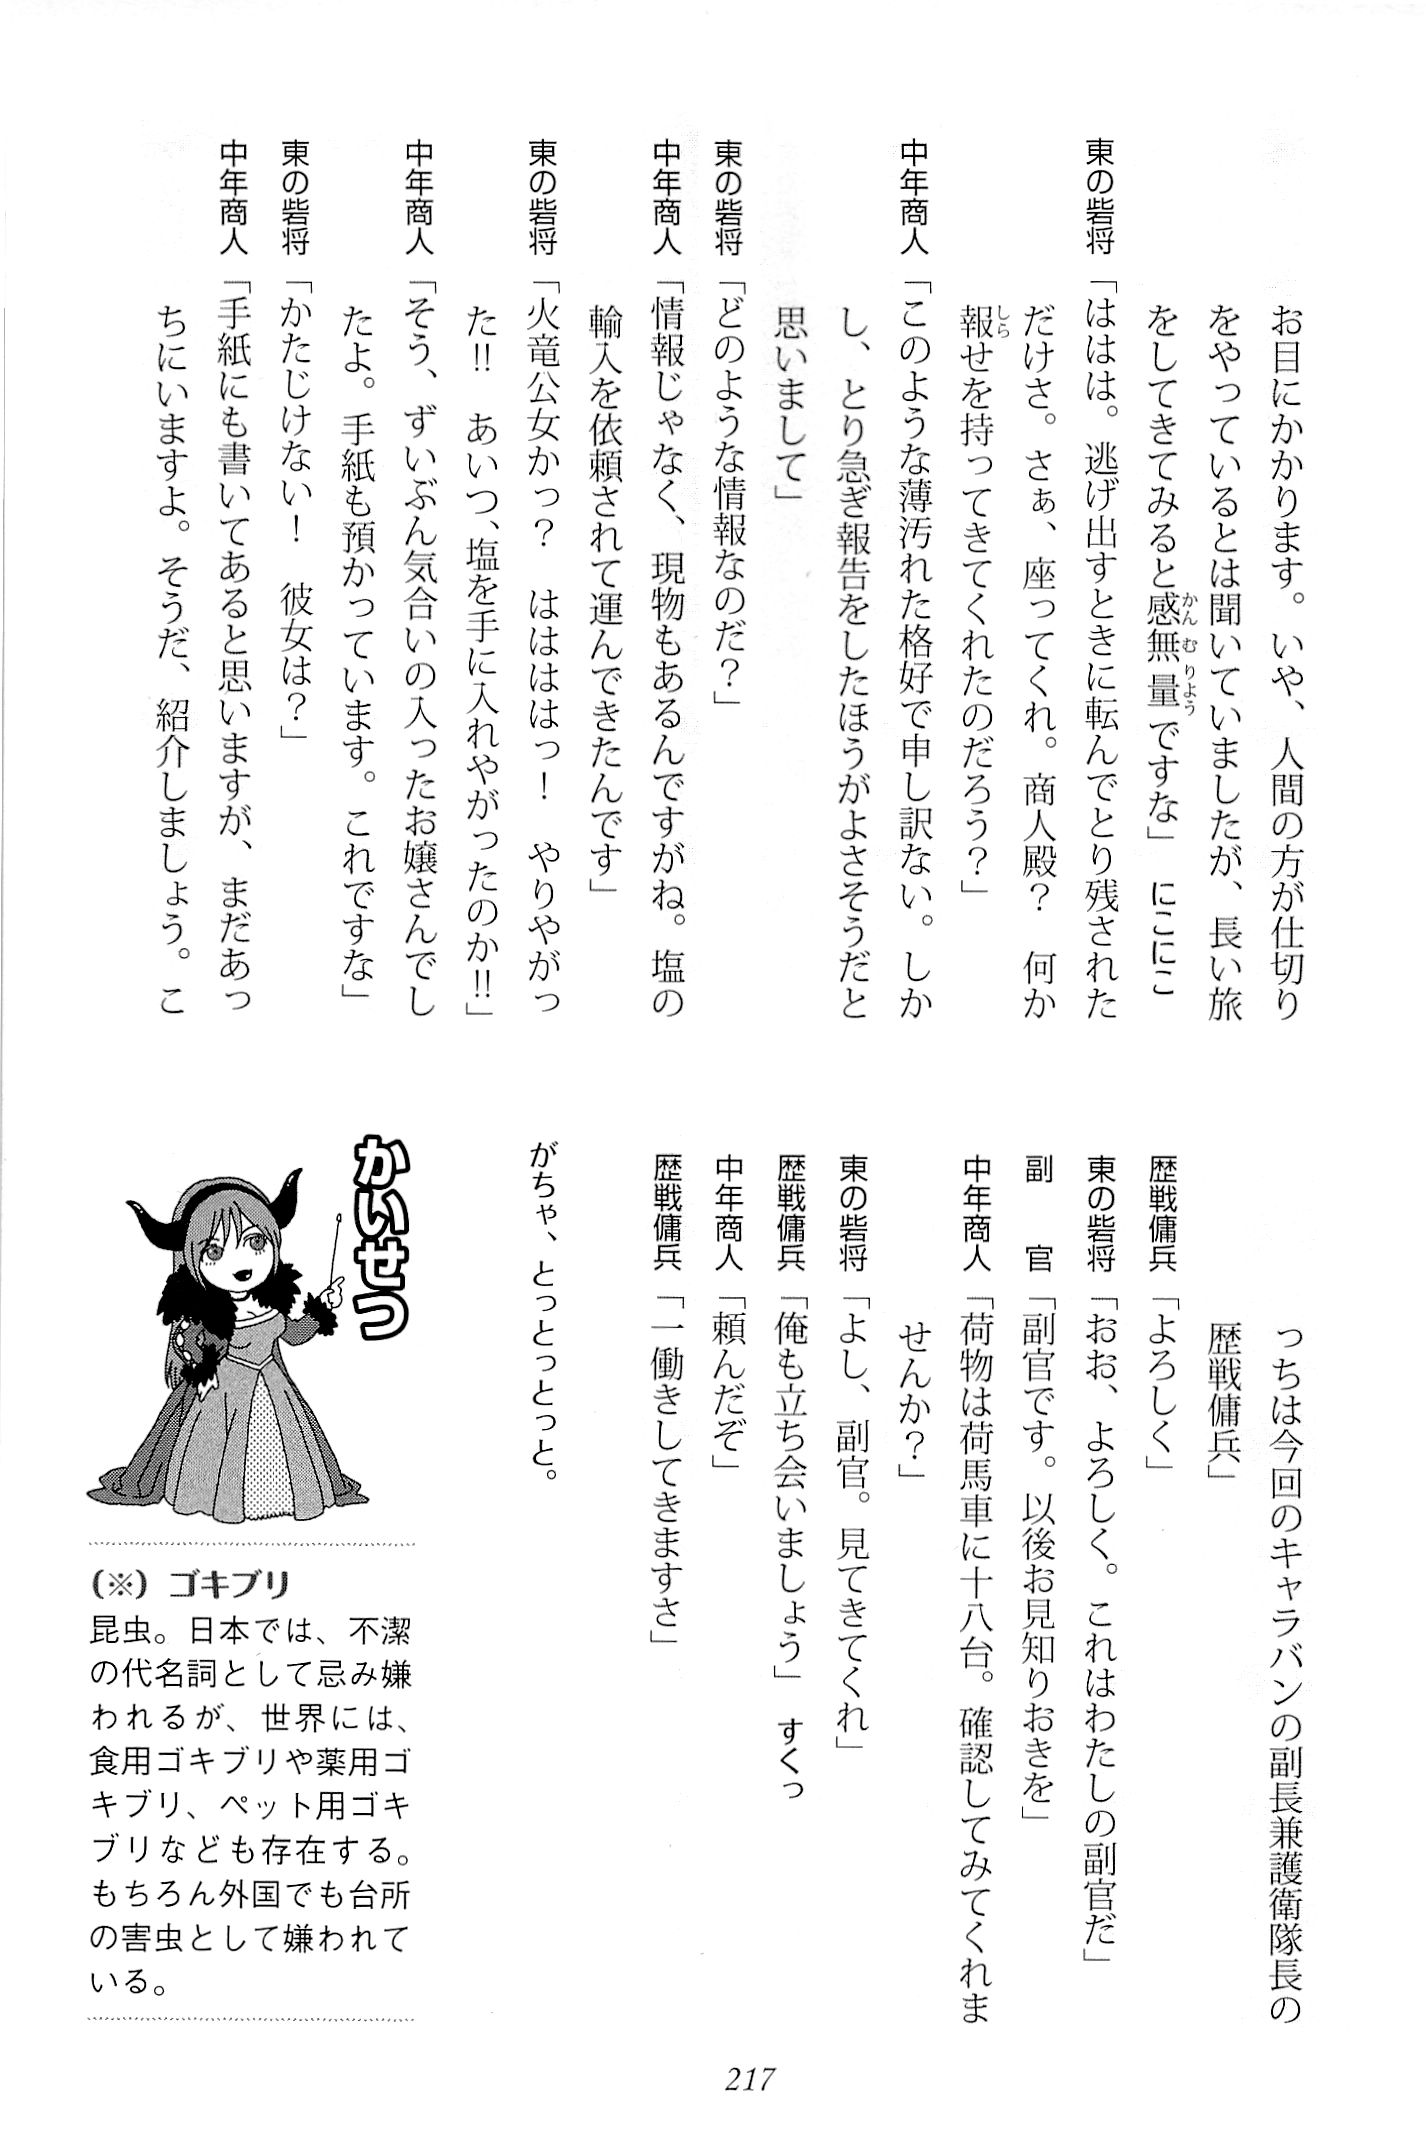 お目にかかります。いや、人間の方が仕切り
をやっているとは聞いていましたが、長い旅
をしてきてみると感無量ですな」　にこにこ
東の砦将「ははは。逃げ出すときに転んでとり残された
だけさ。さぁ、座ってくれ。商人殿？　何か
報せを持ってきてくれたのだろう？」
中年商人「このような薄汚れた格好で申し訳ない。しか
し、とり急ぎ報告をしたほうがよさそうだと
思いまして」
東の砦将「どのような情報なのだ？」
中年商人「情報じゃなく、現物もあるんですがね。塩の
輸入を依頼されて運んできたんです」
東の砦将「火竜公女かっ？　はははっ！　やりやがっ
た!!　あいつ、塩を手に入れやがったのか!!」
中年商人「そう、ずいぶん気合いの入ったお嬢さんでし
たよ。手紙も預かっています。これですな」
東の砦将「かたじけない！　彼女は？」
中年商人「手紙にも書いてあると思いますが、まだあっ
ちにいますよ。そうだ、紹介しましょう。こ
っちは今回のキャラバンの副長兼護衛隊長の
歴戦傭兵」
歴戦傭兵「よろしく」
東の砦将「おお、よろしく。これはわたしの副官だ」
副　官「副官です。以後お見知りおきを」
中年商人「荷物は荷馬車に十八台。確認してみてくれま
せんか？」
東の砦将「よし、副官。見てきてくれ」
歴戦傭兵「俺も立ち会いましょう」　すくっ
中年商人「頼んだぞ」
歴戦傭兵「一働きしてきますさ」
がちゃ、とっとっとっと。
かいせつ
（※）ゴキブリ
昆虫。日本では、不潔
の代名詞として忌み嫌
われるが、世界には、
食用ゴキブリや薬用ゴ
キブリ、ペット用ゴキ
ブリなども存在する。
もちろん外国でも台所
の害虫として嫌われて
いる。
217